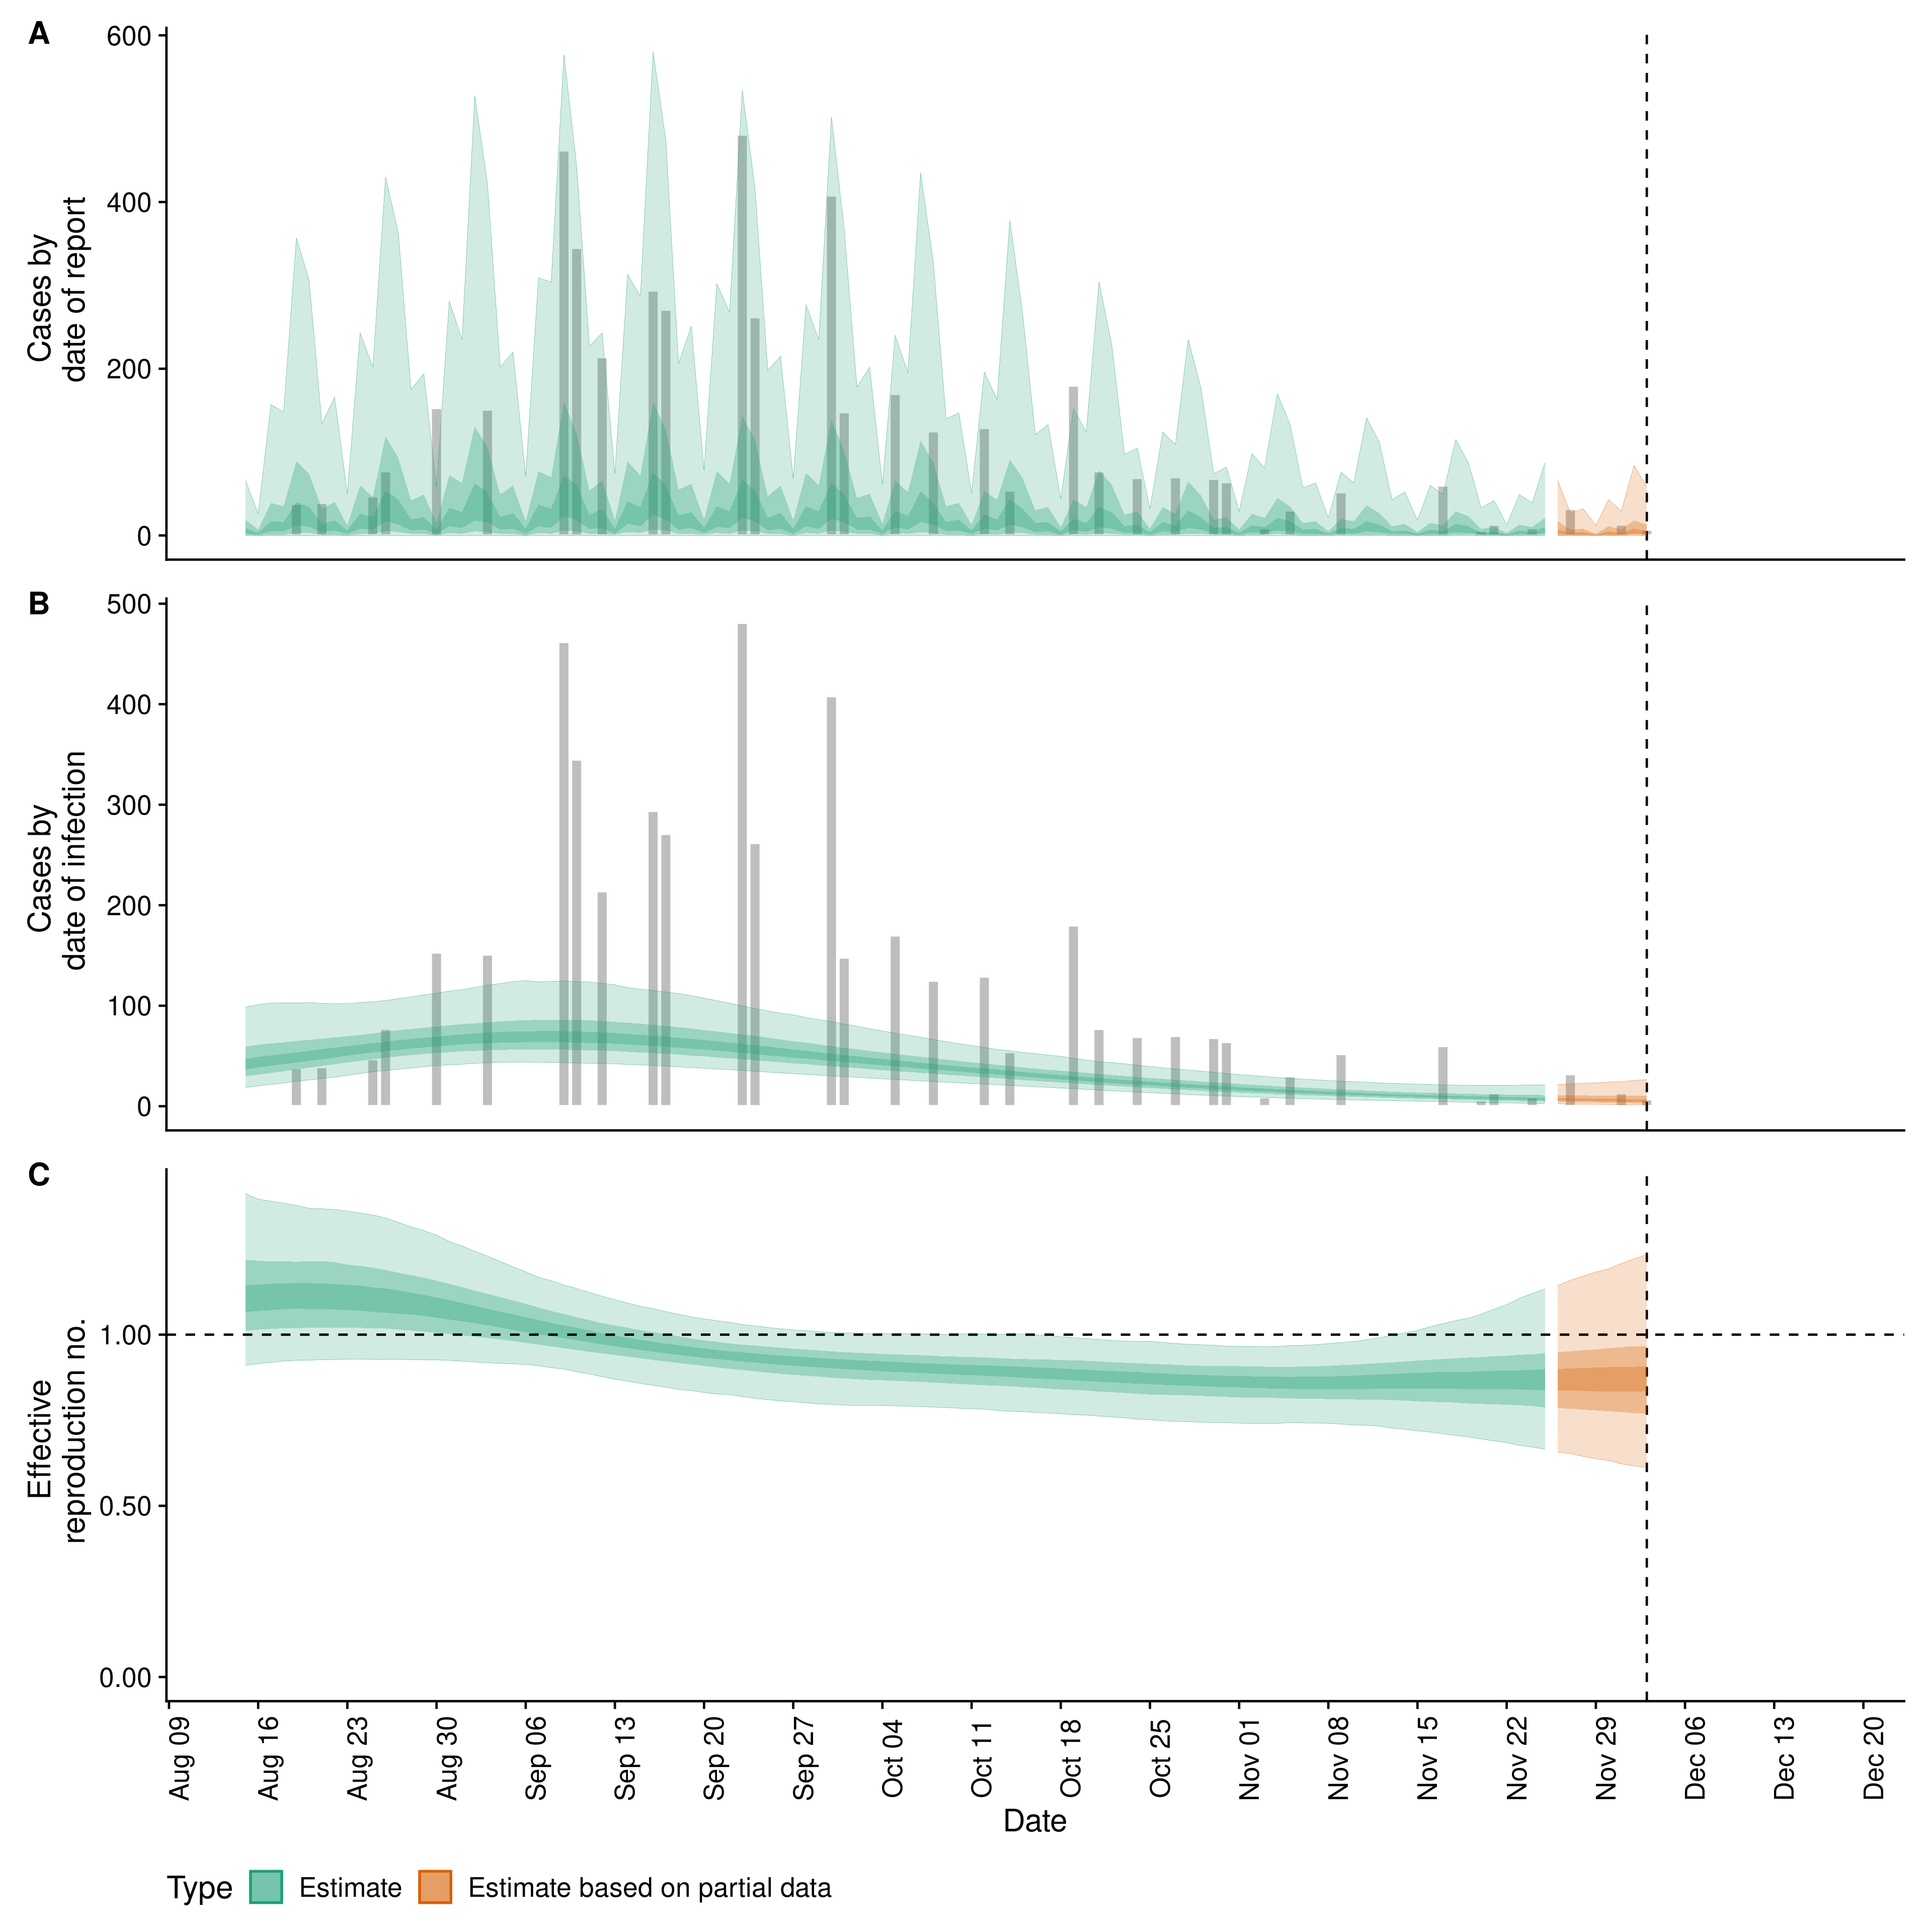 A
Cases by
date of report
600
400
200
0
B
Cases by
date of infection
500
400
300
200
100
0
C
Effective
reproduction no.
1.00
0.50
0.00
Aug 09
Aug 16
Aug 23
Aug 30
Sep 06
Sep 13
Sep 20
Sep 27
Oct 04
Oct 11
Oct 18
Oct 25
Nov 01
Nov 08
Nov 15
Nov 22
Nov 29
Dec 06
Dec 13
Dec 20
Date
Type Estimate Estimate based on partial data